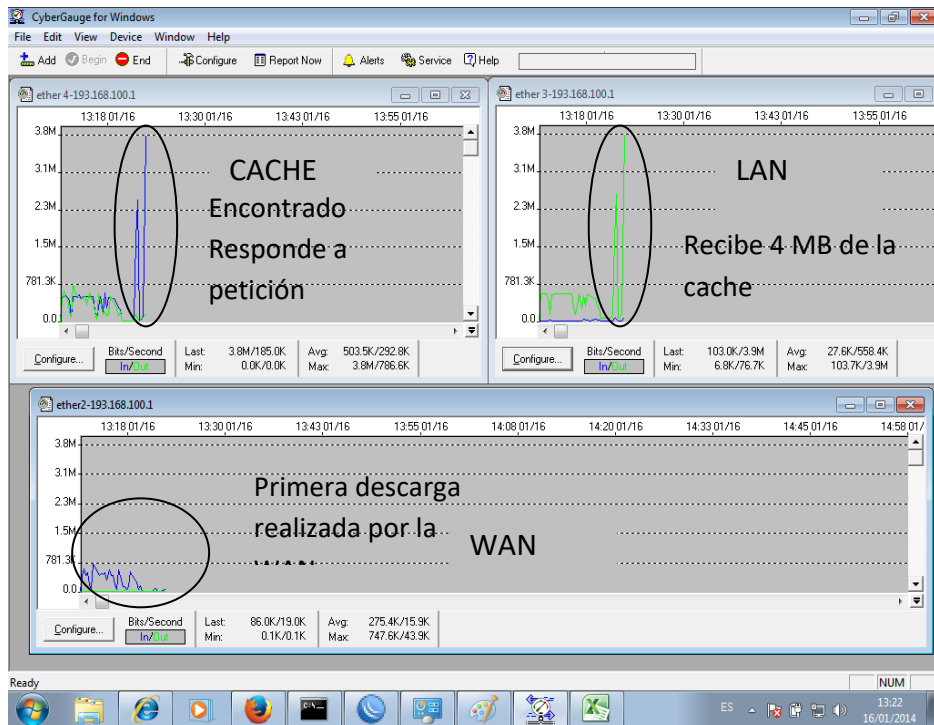 CyberGauge for Windows
File Edit View Device Window Help
Add Begin End Configure Report Now Alerts Service Help
ether 4-193.168.100.1
13:18 01/16 13:30 01/16 13:43 01/16 13:55 01/16
3.8M
3.1M
2.3M
1.5M
781.3K
0.0
CACHE
Encontrado
Responde a
petición
Configure...
Bits/Second
In/Out
Last: 3.8M/185.0K Avg: 503.5K/292.8K
Min: 0.0K/0.0K Max: 3.8M/786.6K
ether 3-193.168.100.1
13:18 01/16 13:30 01/16 13:43 01/16 13:55 01/16
3.8M
3.1M
2.3M
1.5M
781.3K
0.0
LAN
Recibe 4 MB de la
cache
Configure...
Bits/Second
In/Out
Last: 103.0K/3.9M Avg: 27.6K/558.4K
Min: 6.8K/76.7K Max: 103.7K/3.9M
ether2-193.168.100.1
13:18 01/16 13:30 01/16 13:43 01/16 13:55 01/16 14:08 01/16 14:20 01/16 14:33 01/16 14:45 01/16 14:58 01/
3.8M
3.1M
2.3M
1.5M
781.3K
0.0
Primera descarga
realizada por la
WAN
Configure...
Bits/Second
In/Out
Last: 86.0K/19.0K Avg: 275.4K/15.9K
Min: 0.1K/0.1K Max: 747.6K/43.9K
Ready NUM
ES 13:22
16/01/2014